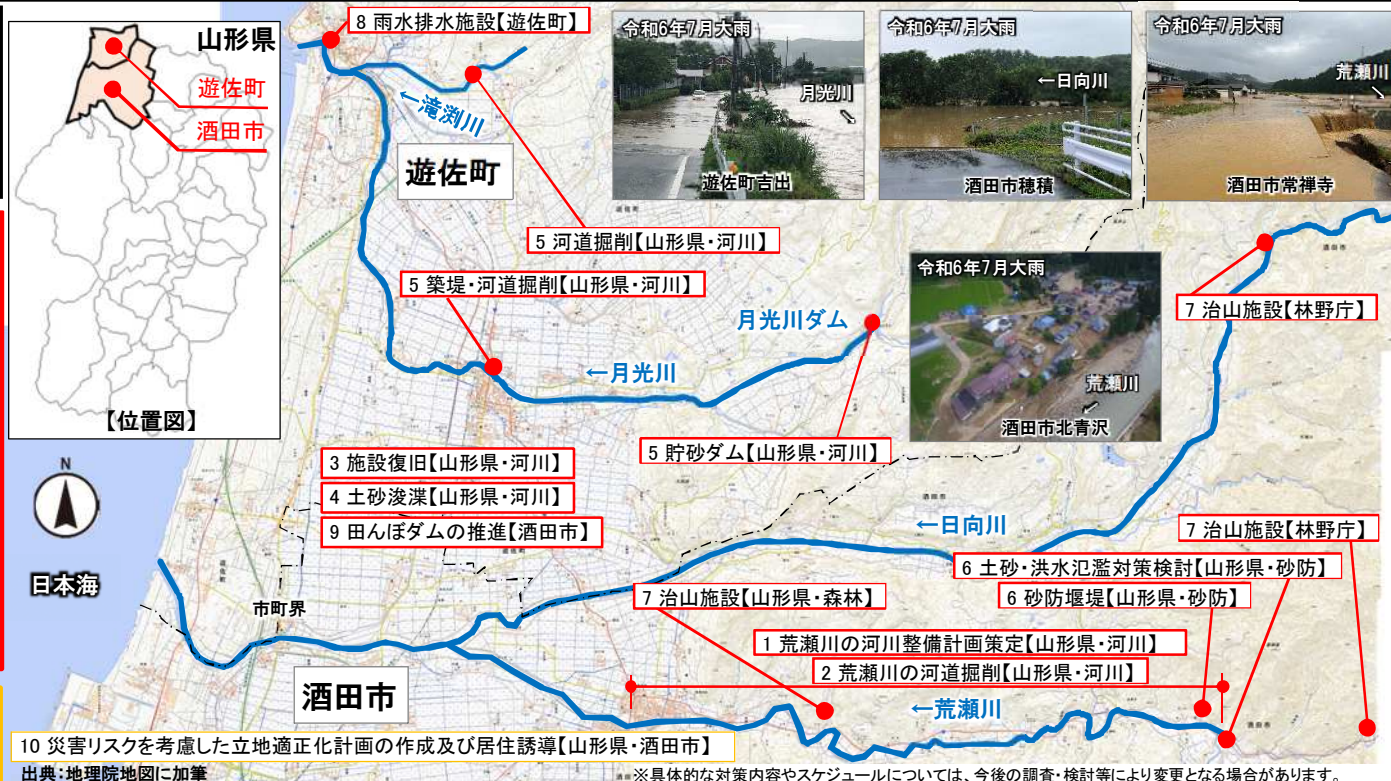 山形県
遊佐町
酒田市
【位置図】
8 雨水排水施設【遊佐町】
←滝渕川
遊佐町
令和6年7月大雨
月光川
遊佐町吉出
令和6年7月大雨
←日向川
酒田市穂積
令和6年7月大雨
荒瀬川
酒田市常禅寺
5 河道掘削【山形県・河川】
5 築堤・河道掘削【山形県・河川】
月光川ダム
←月光川
令和6年7月大雨
荒瀬川
酒田市北青沢
7 治山施設【林野庁】
5 貯砂ダム【山形県・河川】
N
3 施設復旧【山形県・河川】
4 土砂浚渫【山形県・河川】
9 田んぼダムの推進【酒田市】
←日向川
7 治山施設【林野庁】
6 土砂・洪水氾濫対策検討【山形県・砂防】
日本海
市町界
7 治山施設【山形県・森林】
6 砂防堰堤【山形県・砂防】
1 荒瀬川の河川整備計画策定【山形県・河川】
2 荒瀬川の河道掘削【山形県・河川】
酒田市
←荒瀬川
10 災害リスクを考慮した立地適正化計画の作成及び居住誘導【山形県・酒田市】
出典：地理院地図に加筆
※具体的な対策内容やスケジュールについては、今後の調査・検討等により変更となる場合があります。